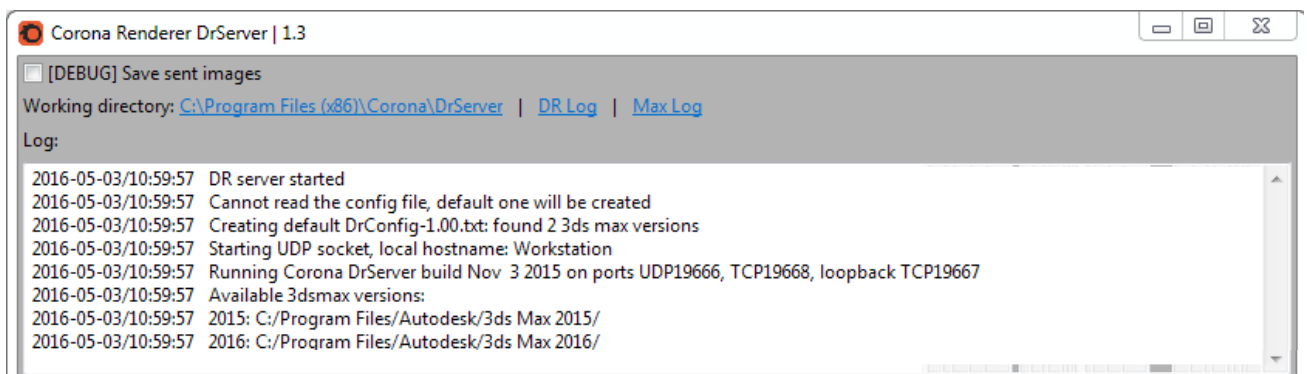 Corona Renderer DrServer | 1.3
[DEBUG] Save sent images
Working directory: C:\Program Files (x86)\Corona\DrServer | DR Log | Max Log
Log:
2016-05-03/10:59:57 DR server started
2016-05-03/10:59:57 Cannot read the config file, default one will be created
2016-05-03/10:59:57 Creating default DrConfig-1.00.txt: found 2 3ds max versions
2016-05-03/10:59:57 Starting UDP socket, local hostname: Workstation
2016-05-03/10:59:57 Running Corona DrServer build Nov 3 2015 on ports UDP19666, TCP19668, loopback TCP19667
2016-05-03/10:59:57 Available 3dsmax versions:
2016-05-03/10:59:57 2015: C:/Program Files/Autodesk/3ds Max 2015/
2016-05-03/10:59:57 2016: C:/Program Files/Autodesk/3ds Max 2016/